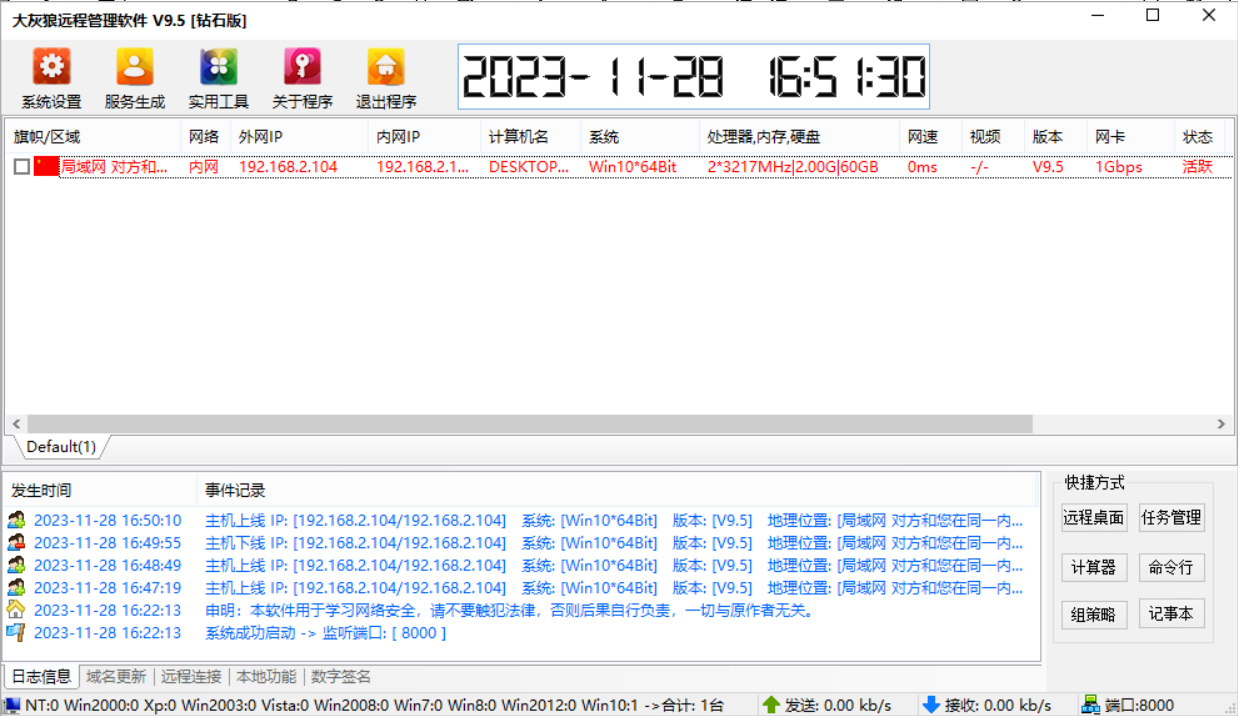 大灰狼远程管理软件 V9.5 [钻石版]
系统设置 服务生成 实用工具 关于程序 退出程序 2023-11-28 16:51:30
旗帜/区域 网络 外网IP 内网IP 计算机名 系统 处理器,内存,硬盘 网速 视频 版本 网卡 状态
局域网 对方和... 内网 192.168.2.104 192.168.2.1... DESKTOP... Win10*64Bit 2*3217MHz|2.00G|60GB 0ms -/- V9.5 1Gbps 活跃
Default(1)
发生时间 事件记录
2023-11-28 16:50:10 主机上线 IP: [192.168.2.104/192.168.2.104] 系统: [Win10*64Bit] 版本: [V9.5] 地理位置: [局域网 对方和您在同一内...
2023-11-28 16:49:55 主机下线 IP: [192.168.2.104/192.168.2.104] 系统: [Win10*64Bit] 版本: [V9.5] 地理位置: [局域网 对方和您在同一内...
2023-11-28 16:48:49 主机上线 IP: [192.168.2.104/192.168.2.104] 系统: [Win10*64Bit] 版本: [V9.5] 地理位置: [局域网 对方和您在同一内...
2023-11-28 16:47:19 主机上线 IP: [192.168.2.104/192.168.2.104] 系统: [Win10*64Bit] 版本: [V9.5] 地理位置: [局域网 对方和您在同一内...
2023-11-28 16:22:13 申明：本软件用于学习网络安全，请不要触犯法律，否则后果自行负责，一切与原作者无关。
2023-11-28 16:22:13 系统成功启动 -> 监听端口: [ 8000 ]
快捷方式
远程桌面 任务管理
计算器 命令行
组策略 记事本
日志信息 域名更新 远程连接 本地功能 数字签名
NT:0 Win2000:0 Xp:0 Win2003:0 Vista:0 Win2008:0 Win7:0 Win8:0 Win2012:0 Win10:1 ->合计: 1台 发送: 0.00 kb/s 接收: 0.00 kb/s 端口:8000